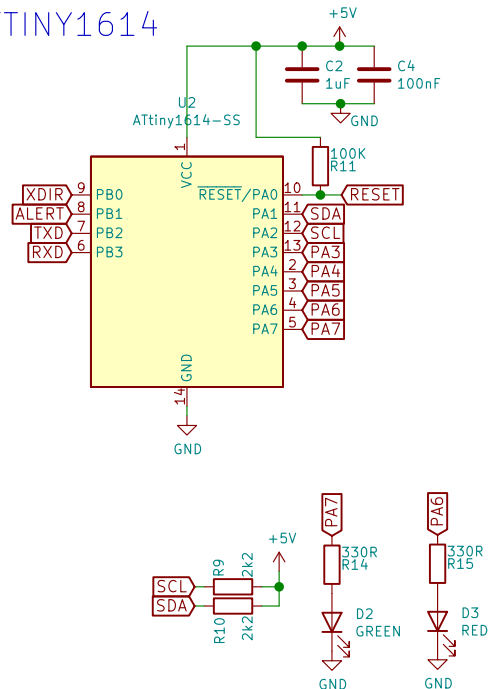 TTINY1614
+5V
C2
1uF
C4
100nF
GND
U2
ATtiny1614-SS
1
VCC
100K
R11
XDIR 9 PB0
RESET/PA0 10 RESET
ALERT 8 PB1
PA1 11 SDA
TXD 7 PB2
PA2 12 SCL
RXD 6 PB3
PA3 13 PA3
PA4 2 PA4
PA5 3 PA5
PA6 4 PA6
PA7 5 PA7
GND
14
GND
PA7
PA6
+5V
330R
R14
330R
R15
SCL
R9
2k2
SDA
R10
2k2
D2
GREEN
D3
RED
GND
GND